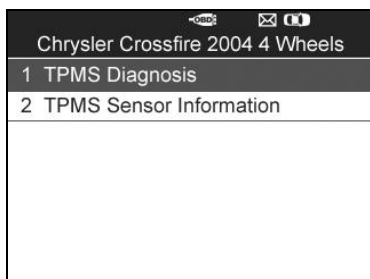 OBD
Chrysler Crossfire 2004 4 Wheels
1 TPMS Diagnosis
2 TPMS Sensor Information